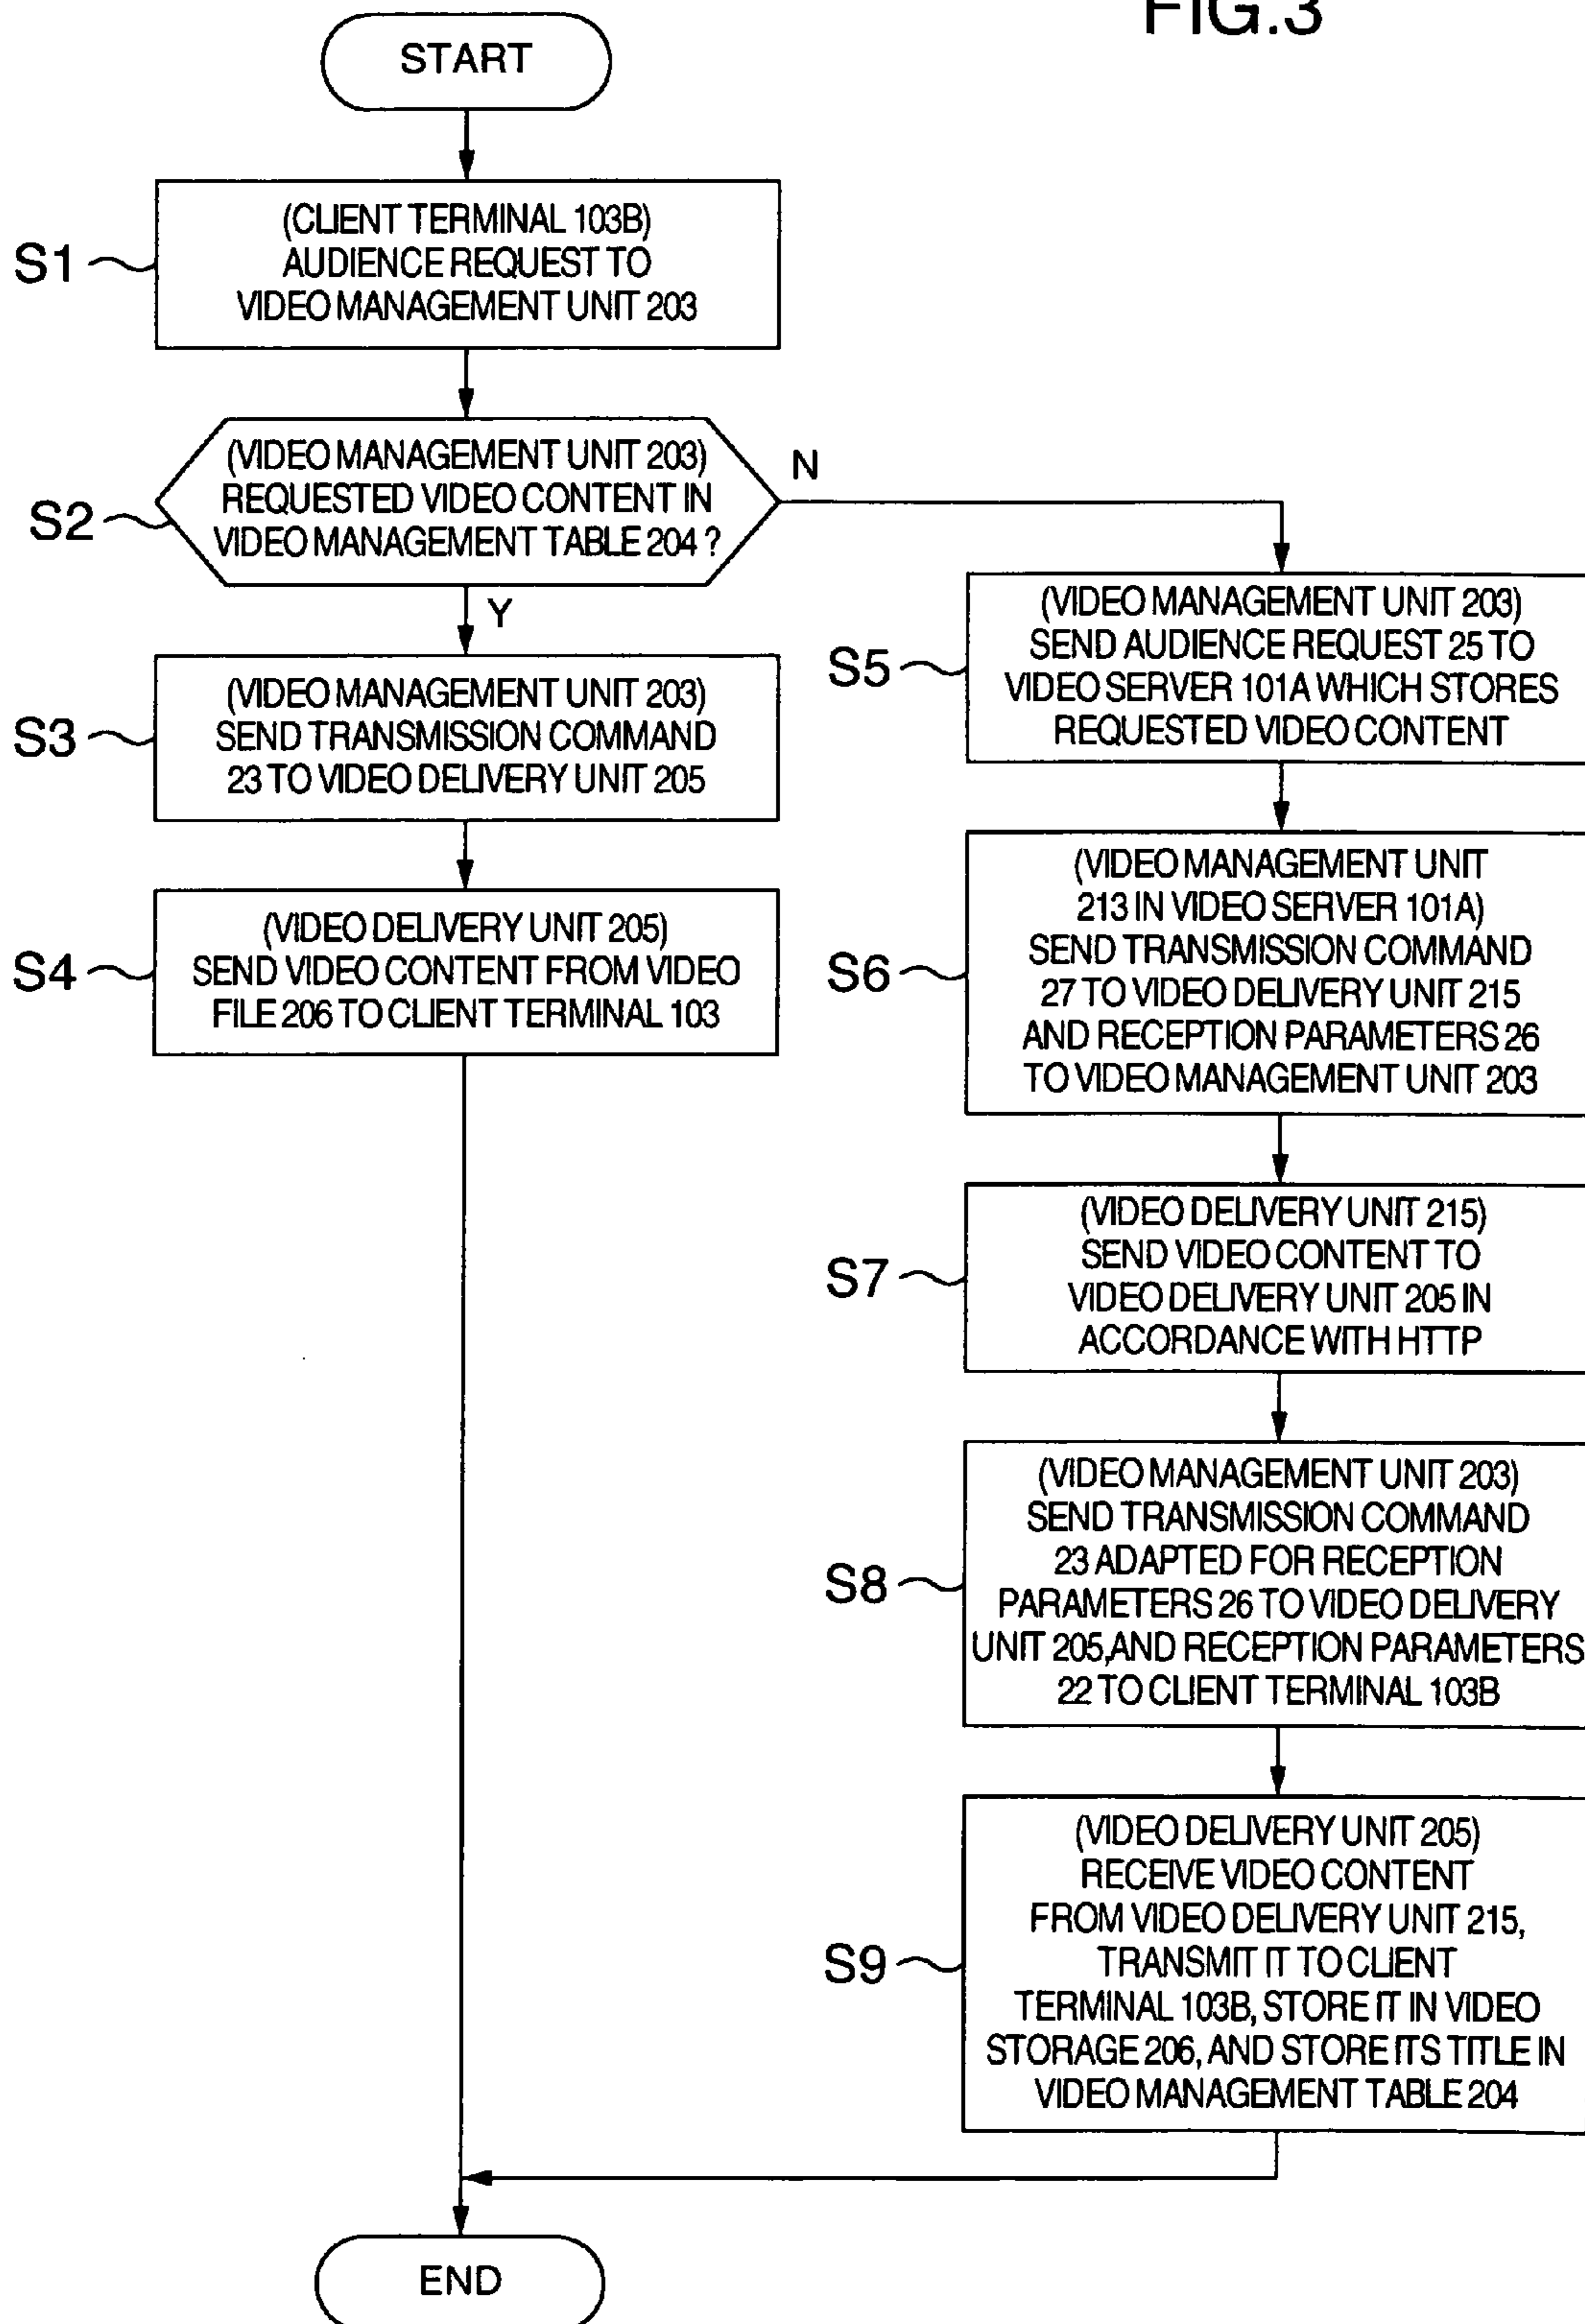 FIG.3
START
S1
(CLIENT TERMINAL 103B)
AUDIENCE REQUEST TO
VIDEO MANAGEMENT UNIT 203
S2
(VIDEO MANAGEMENT UNIT 203)
REQUESTED VIDEO CONTENT IN
VIDEO MANAGEMENT TABLE 204 ?
N
Y
S3
(VIDEO MANAGEMENT UNIT 203)
SEND TRANSMISSION COMMAND
23 TO VIDEO DELIVERY UNIT 205
S4
(VIDEO DELIVERY UNIT 205)
SEND VIDEO CONTENT FROM VIDEO
FILE 206 TO CLIENT TERMINAL 103
S5
(VIDEO MANAGEMENT UNIT 203)
SEND AUDIENCE REQUEST 25 TO
VIDEO SERVER 101A WHICH STORES
REQUESTED VIDEO CONTENT
S6
(VIDEO MANAGEMENT UNIT
213 IN VIDEO SERVER 101A)
SEND TRANSMISSION COMMAND
27 TO VIDEO DELIVERY UNIT 215
AND RECEPTION PARAMETERS 26
TO VIDEO MANAGEMENT UNIT 203
S7
(VIDEO DELIVERY UNIT 215)
SEND VIDEO CONTENT TO
VIDEO DELIVERY UNIT 205 IN
ACCORDANCE WITH HTTP
S8
(VIDEO MANAGEMENT UNIT 203)
SEND TRANSMISSION COMMAND
23 ADAPTED FOR RECEPTION
PARAMETERS 26 TO VIDEO DELIVERY
UNIT 205,AND RECEPTION PARAMETERS
22 TO CLIENT TERMINAL 103B
S9
(VIDEO DELIVERY UNIT 205)
RECEIVE VIDEO CONTENT
FROM VIDEO DELIVERY UNIT 215,
TRANSMIT IT TO CLIENT
TERMINAL 103B, STORE IT IN VIDEO
STORAGE 206, AND STORE ITS TITLE IN
VIDEO MANAGEMENT TABLE 204
END